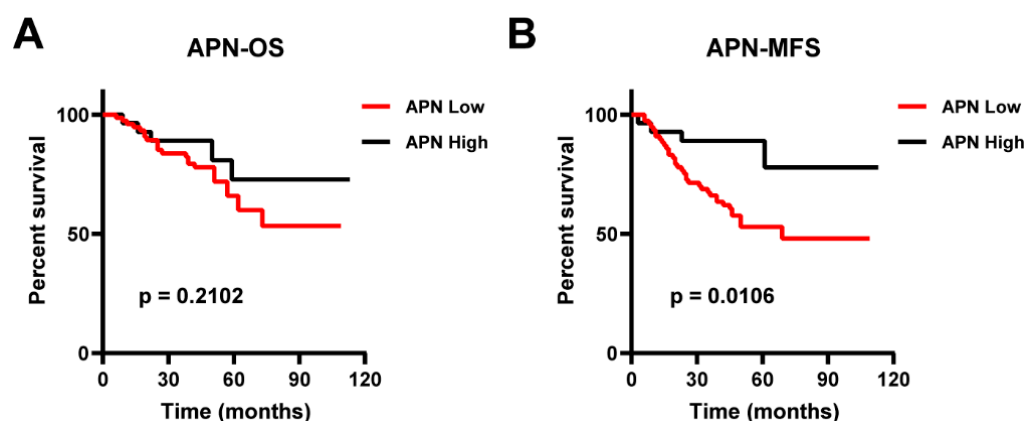 A
APN-OS
APN Low
APN High
Percent survival
100
50
0
p = 0.2102
0 30 60 90 120
Time (months)
B
APN-MFS
APN Low
APN High
Percent survival
100
50
0
p = 0.0106
0 30 60 90 120
Time (months)